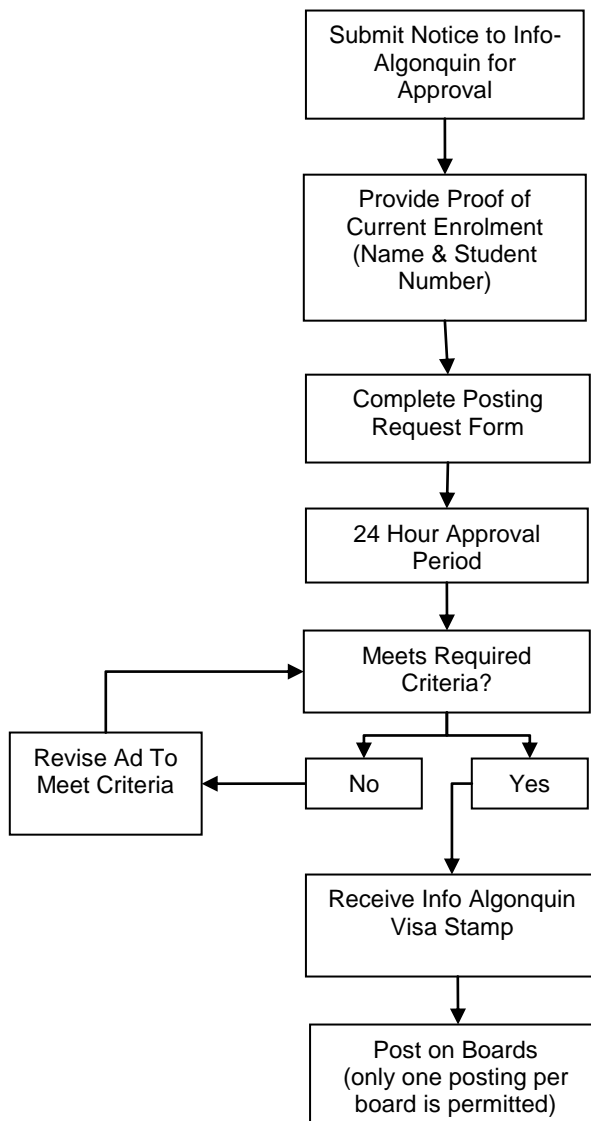 Submit Notice to Info-
Algonquin for
Approval
Provide Proof of
Current Enrolment
(Name & Student
Number)
Complete Posting
Request Form
24 Hour Approval
Period
Meets Required
Criteria?
Revise Ad To
Meet Criteria
No
Yes
Receive Info Algonquin
Visa Stamp
Post on Boards
(only one posting per
board is permitted)